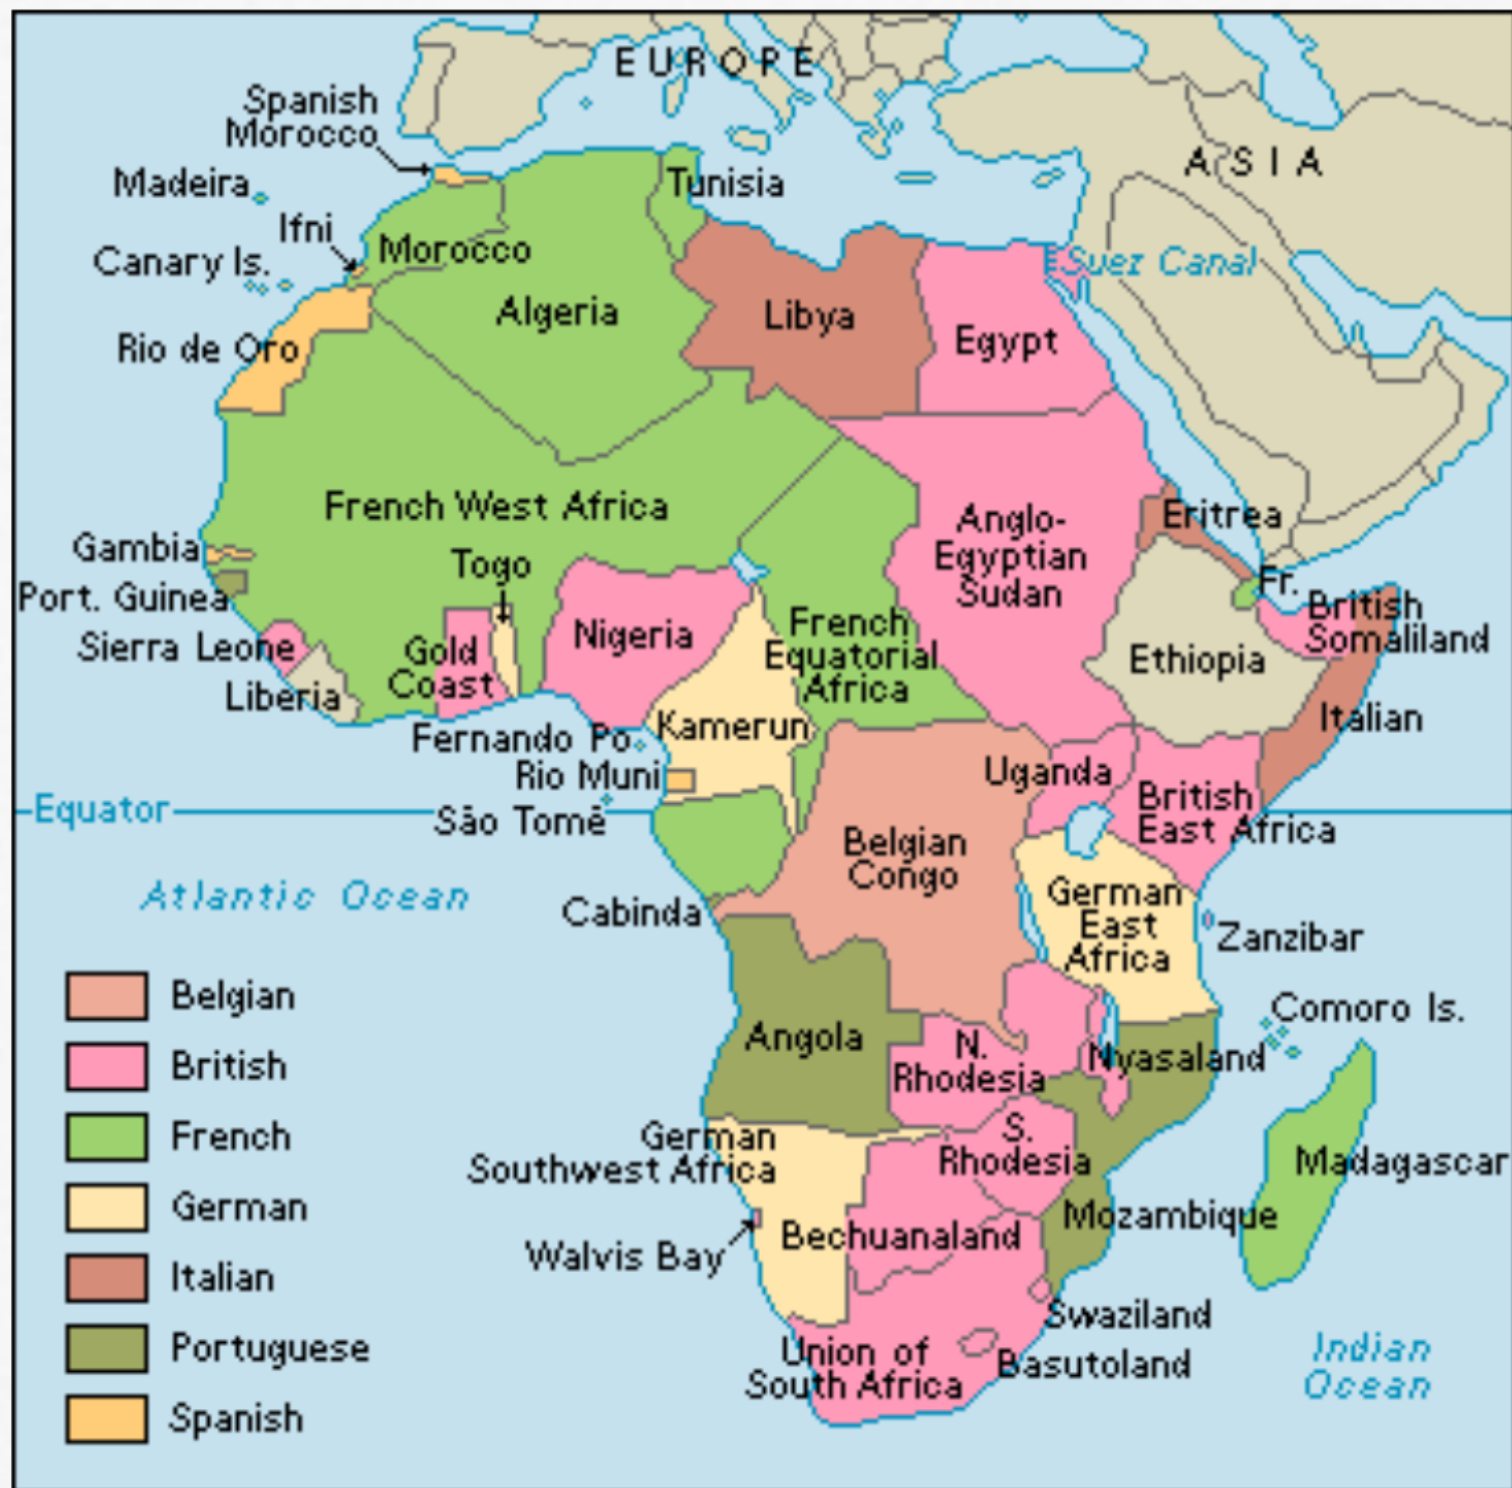 EUROPE
Spanish
Morocco
ASIA
Madeira
Tunisia
Ifni
Morocco
Canary Is.
Suez Canal
Algeria
Libya
Egypt
Rio de Oro
French West Africa
Anglo-
Egyptian
Sudan
Eritrea
Gambia
Togo
Fr.
Port. Guinea
British
Somaliland
Nigeria
French
Equatorial
Africa
Sierra Leone
Gold
Coast
Ethiopia
Liberia
Italian
Kamerun
Fernando Po.
Rio Muni
Uganda
British
East Africa
Equator
São Tomé
Belgian
Congo
Atlantic Ocean
German
East
Africa
Cabinda
Zanzibar
Belgian
Comoro Is.
Angola
N.
Rhodesia
Nyasaland
British
French
German
Southwest Africa
S.
Rhodesia
Madagascar
German
Mozambique
Bechuanaland
Walvis Bay
Italian
Swaziland
Portuguese
Union of
South Africa
Basutoland
Indian
Ocean
Spanish